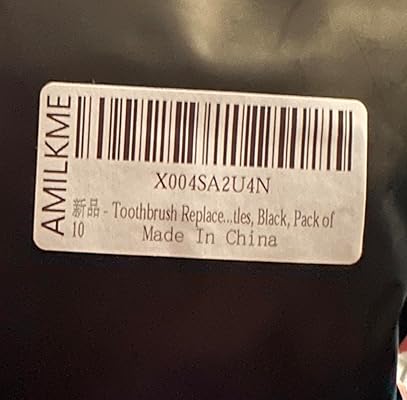 AMILKME
X004SA2U4N
新品 - Toothbrush Replace...tles, Black, Pack of
10
Made In China